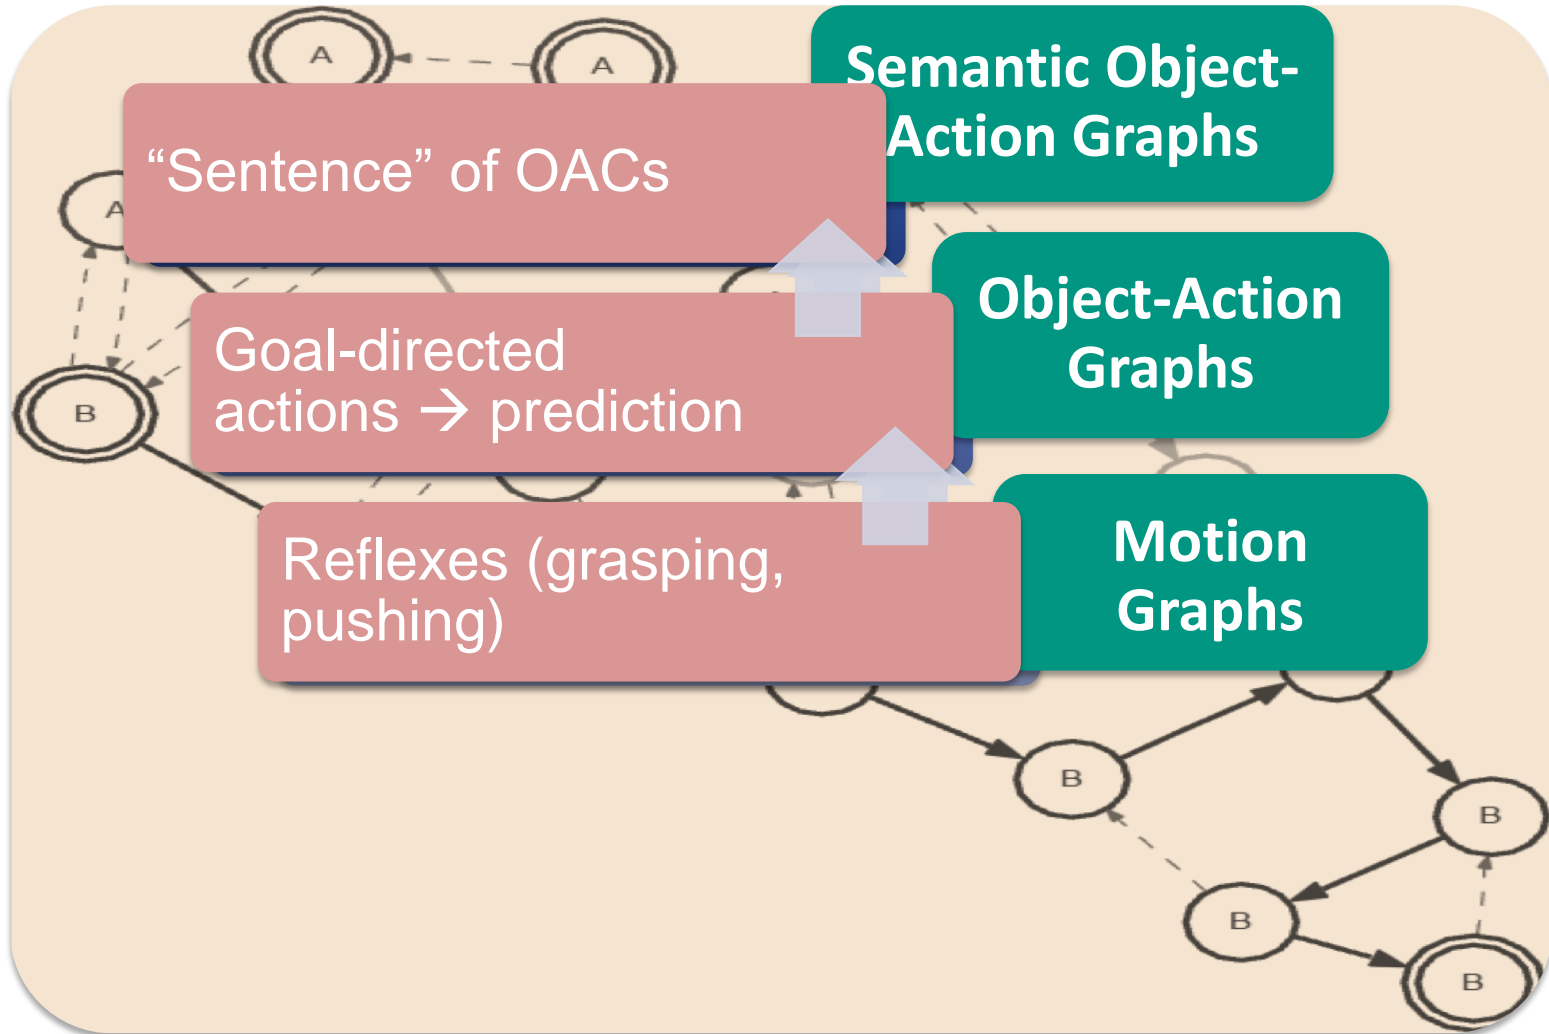 A
A
Semantic Object-
Action Graphs
“Sentence” of OACs
A
Object-Action
Graphs
Goal-directed
actions → prediction
B
Motion
Graphs
Reflexes (grasping,
pushing)
B
B
B
B